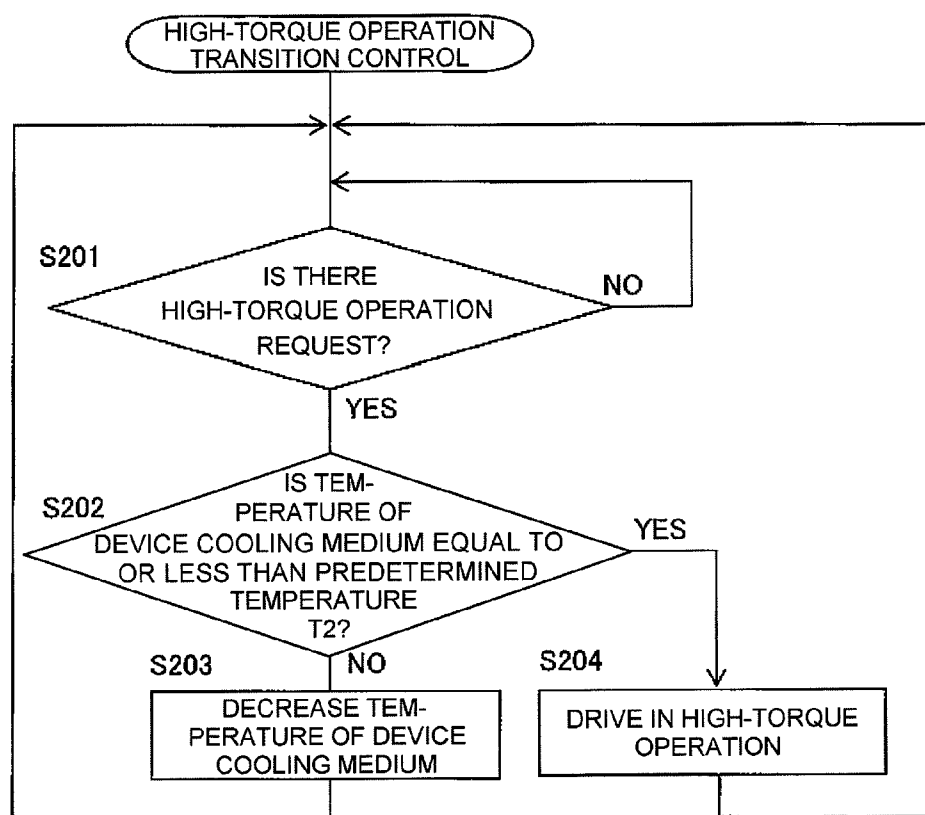 HIGH-TORQUE OPERATION
TRANSITION CONTROL
S201
IS THERE
HIGH-TORQUE OPERATION
REQUEST?
NO
YES
S202
IS TEM-
PERATURE OF
DEVICE COOLING MEDIUM EQUAL TO
OR LESS THAN PREDETERMINED
TEMPERATURE
T2?
YES
NO
S203
DECREASE TEM-
PERATURE OF DEVICE
COOLING MEDIUM
S204
DRIVE IN HIGH-TORQUE
OPERATION